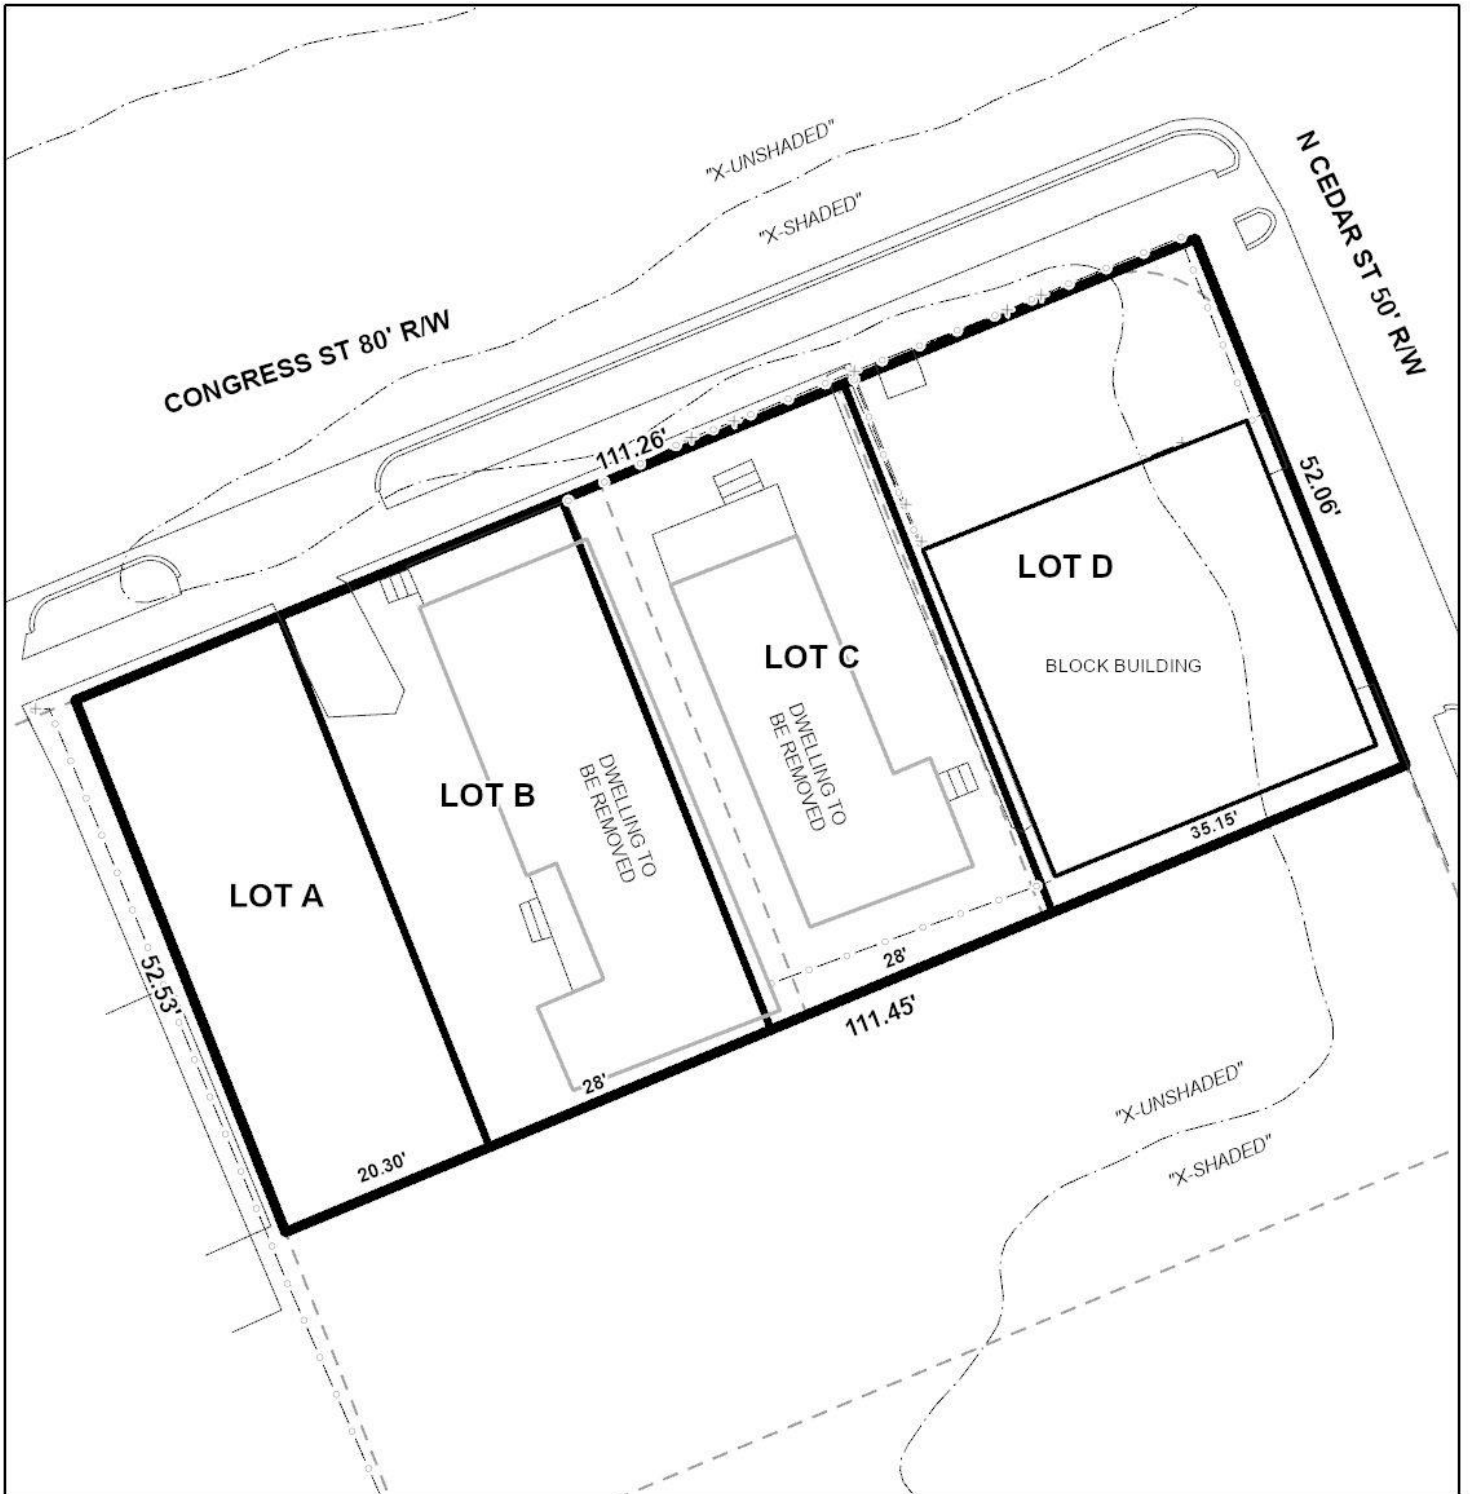 "X-UNSHADED"
"X-SHADED"
N CEDAR ST 50' R/W
CONGRESS ST 80' R/W
111.26'
52.06'
LOT D
BLOCK BUILDING
LOT C
DWELLING TO
BE REMOVED
LOT B
DWELLING TO
BE REMOVED
LOT A
35.15'
52.53'
28'
111.45'
28'
20.30'
"X-UNSHADED"
"X-SHADED"